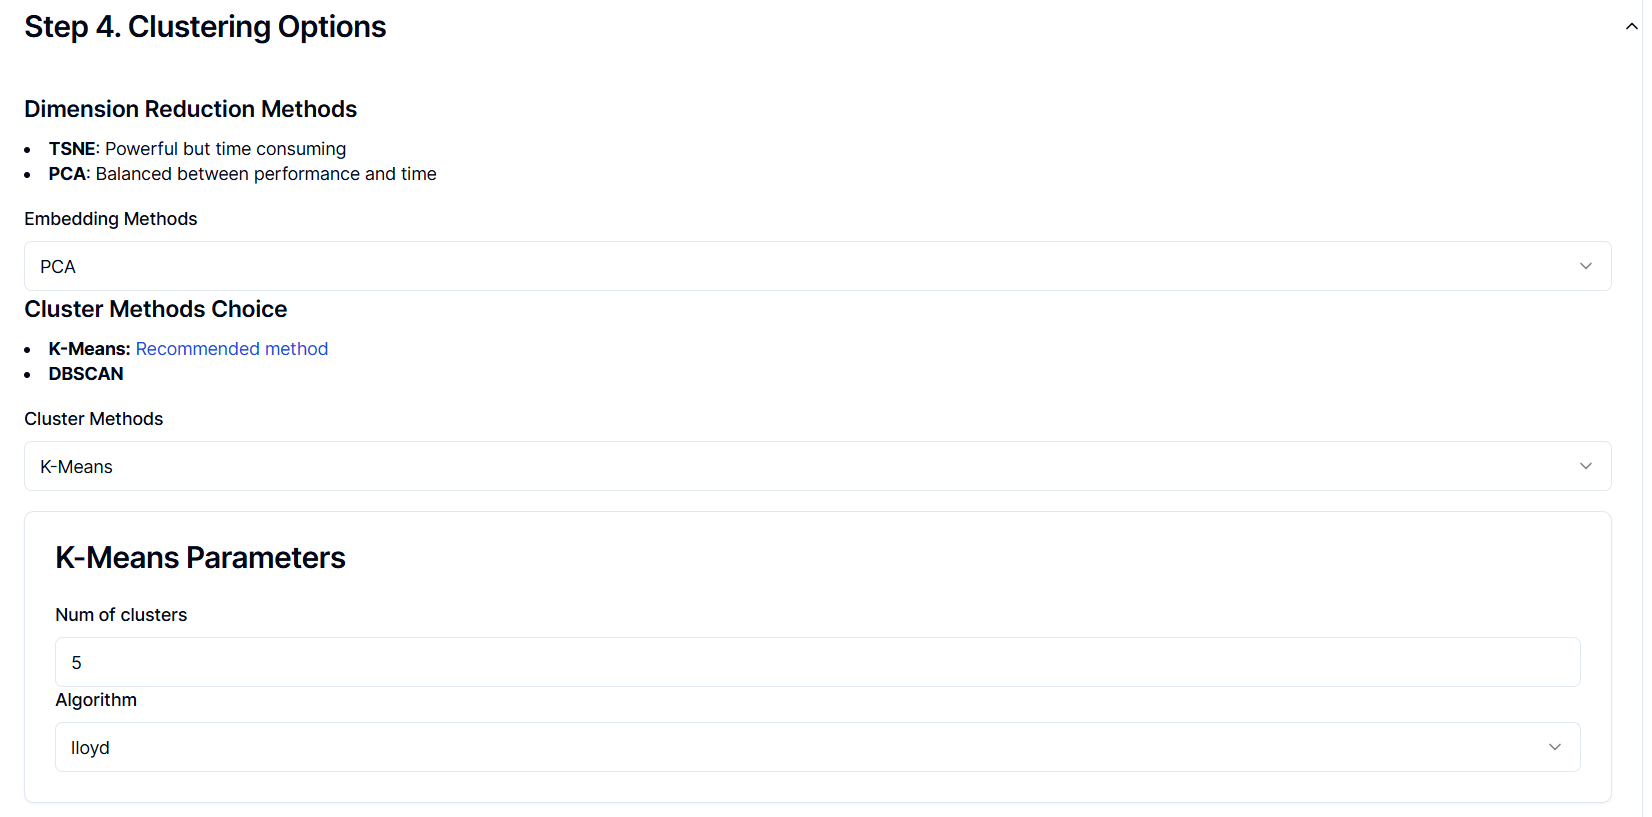 Step 4. Clustering Options
Dimension Reduction Methods
TSNE: Powerful but time consuming
PCA: Balanced between performance and time
Embedding Methods
PCA
Cluster Methods Choice
K-Means: Recommended method
DBSCAN
Cluster Methods
K-Means
K-Means Parameters
Num of clusters
5
Algorithm
lloyd